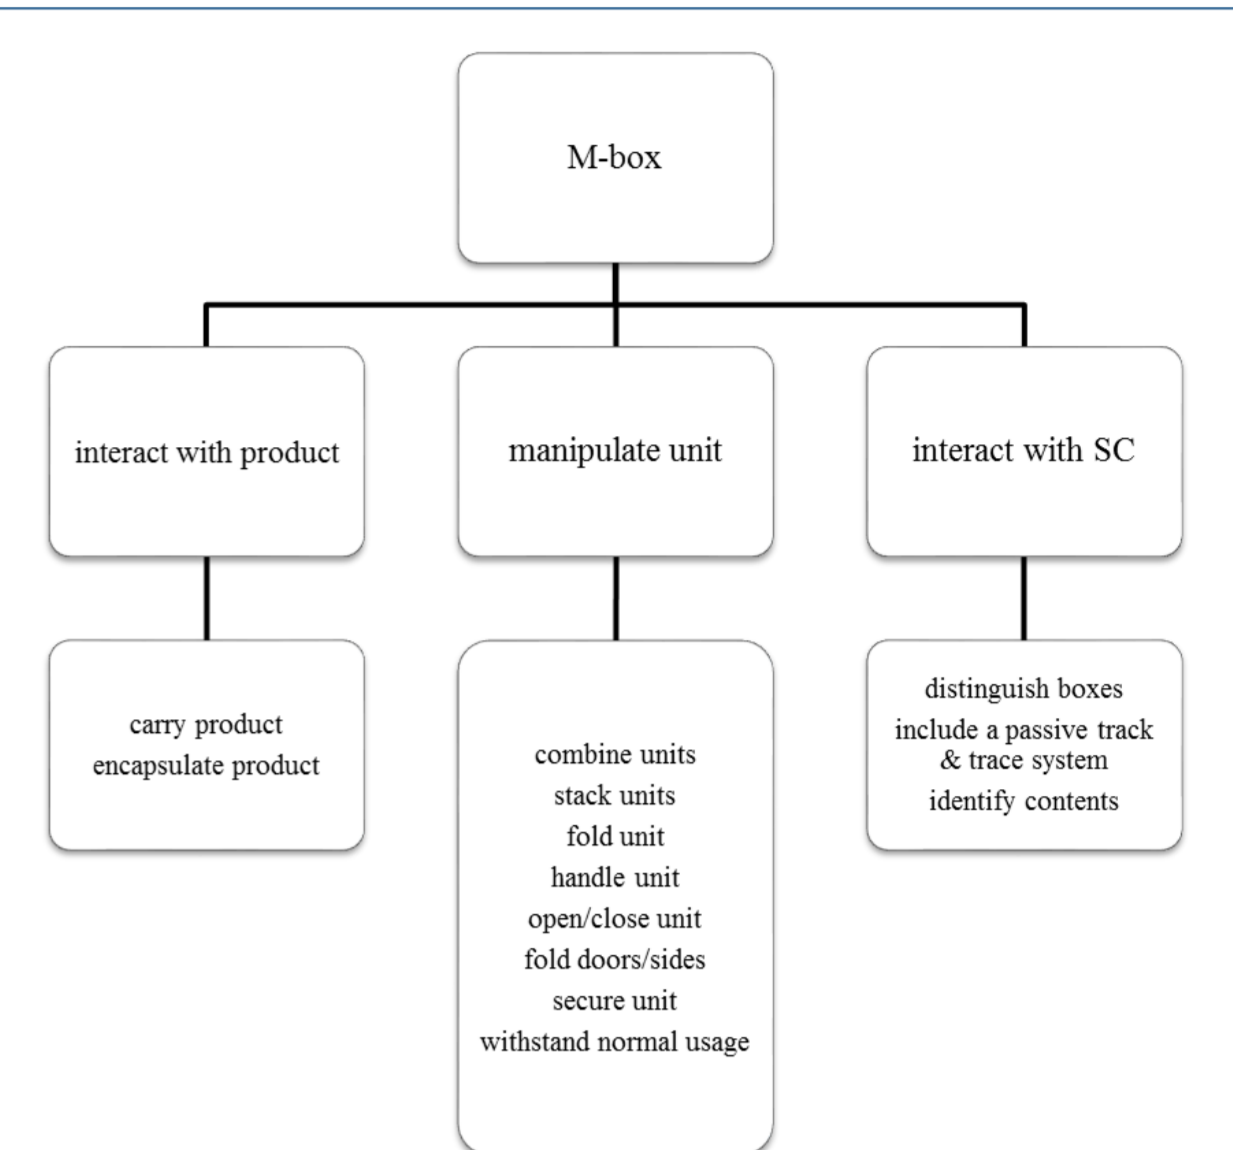 M-box
interact with product
manipulate unit
interact with SC
carry product
encapsulate product
combine units
stack units
fold unit
handle unit
open/close unit
fold doors/sides
secure unit
withstand normal usage
distinguish boxes
include a passive track
& trace system
identify contents